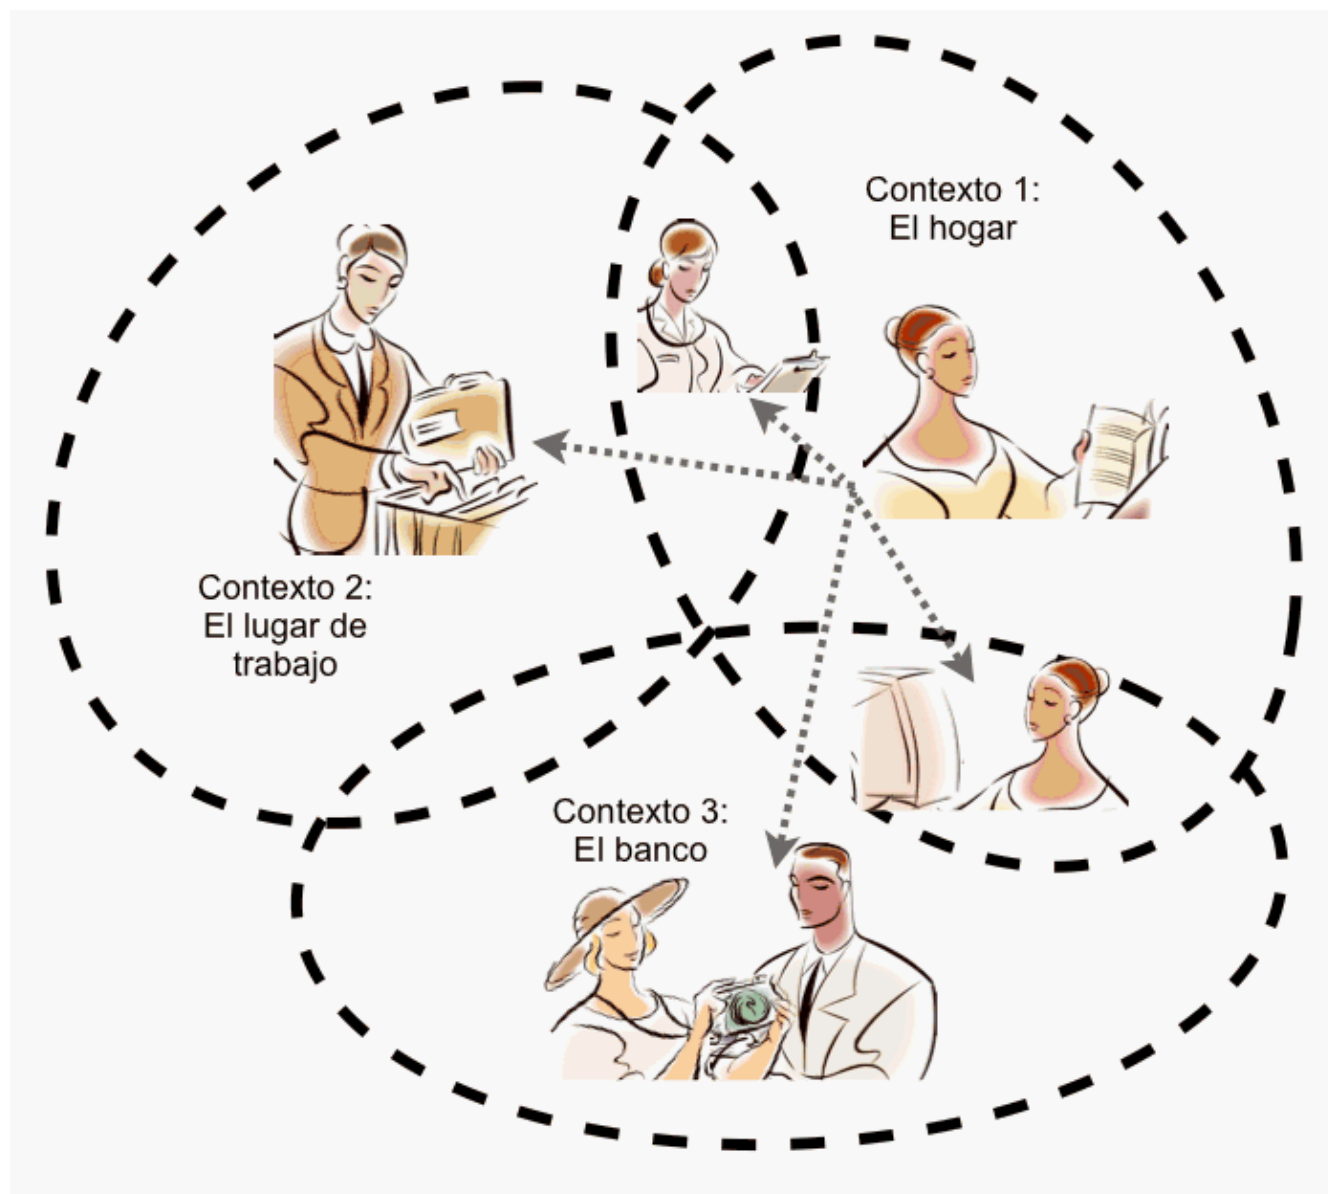 Contexto 1:
El hogar
Contexto 2:
El lugar de
trabajo
Contexto 3:
El banco